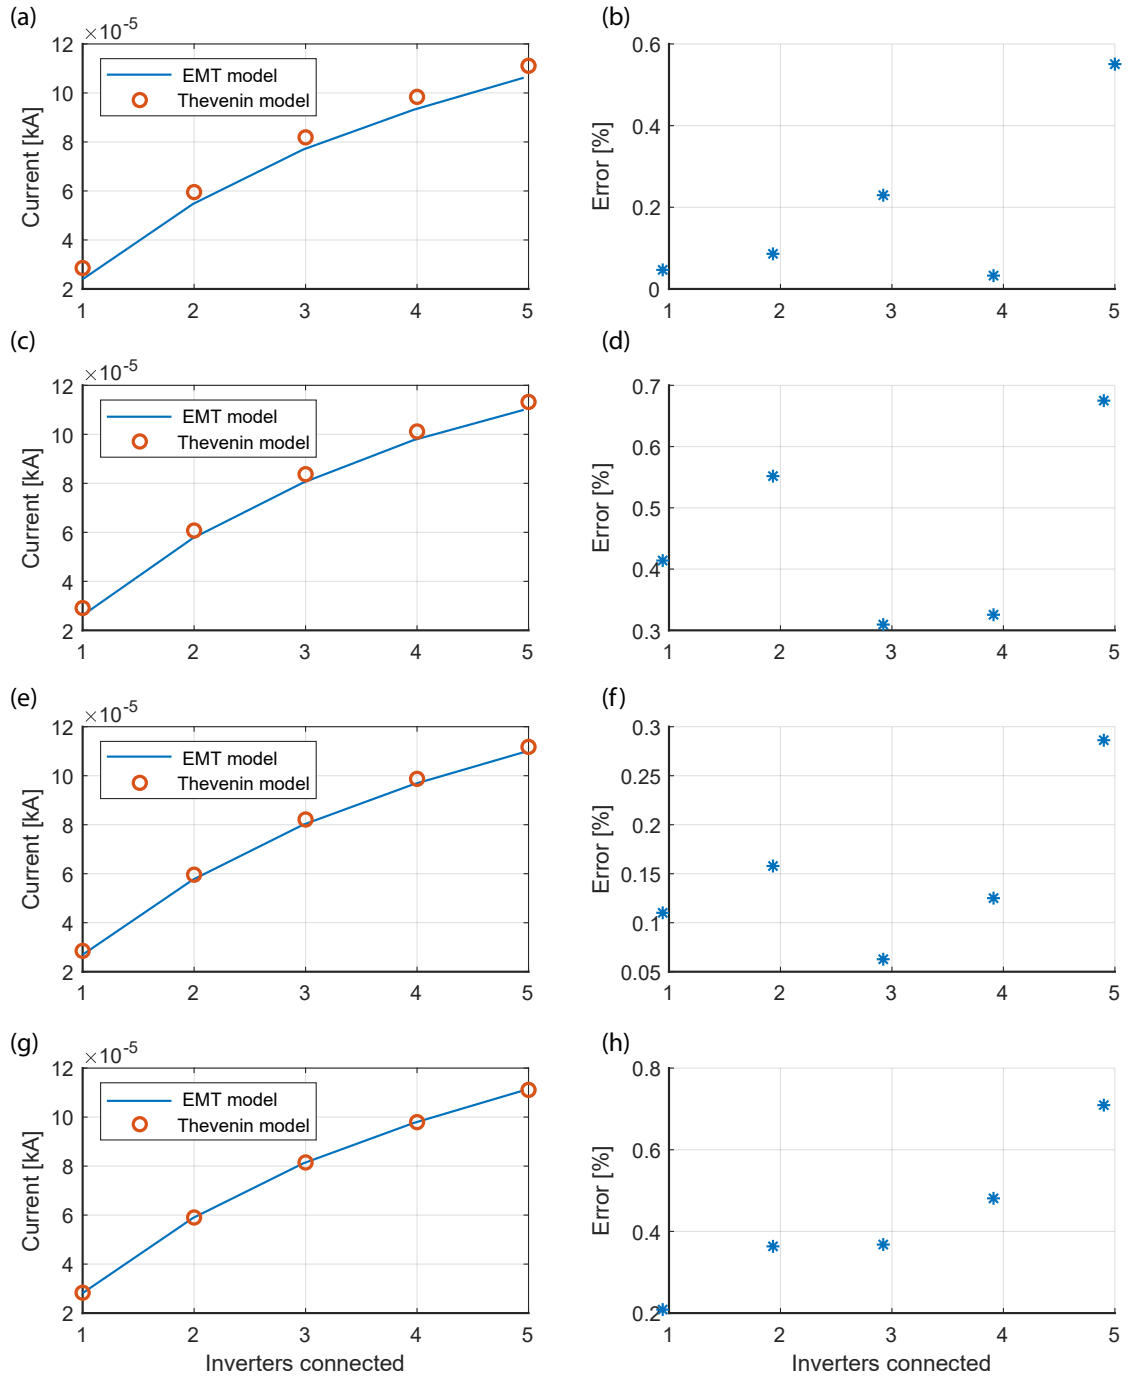 (a)
×10-5
12
10
8
6
4
2
Current [kA]
EMT model
Thevenin model
1 2 3 4 5
(b)
0.6
0.4
0.2
0
Error [%]
1 2 3 4 5
(c)
×10-5
12
10
8
6
4
2
Current [kA]
EMT model
Thevenin model
1 2 3 4 5
(d)
0.7
0.6
0.5
0.4
0.3
Error [%]
1 2 3 4 5
(e)
×10-5
12
10
8
6
4
2
Current [kA]
EMT model
Thevenin model
1 2 3 4 5
(f)
0.3
0.25
0.2
0.15
0.1
0.05
Error [%]
1 2 3 4 5
(g)
×10-5
12
10
8
6
4
2
Current [kA]
EMT model
Thevenin model
1 2 3 4 5
Inverters connected
(h)
0.8
0.6
0.4
0.2
Error [%]
1 2 3 4 5
Inverters connected